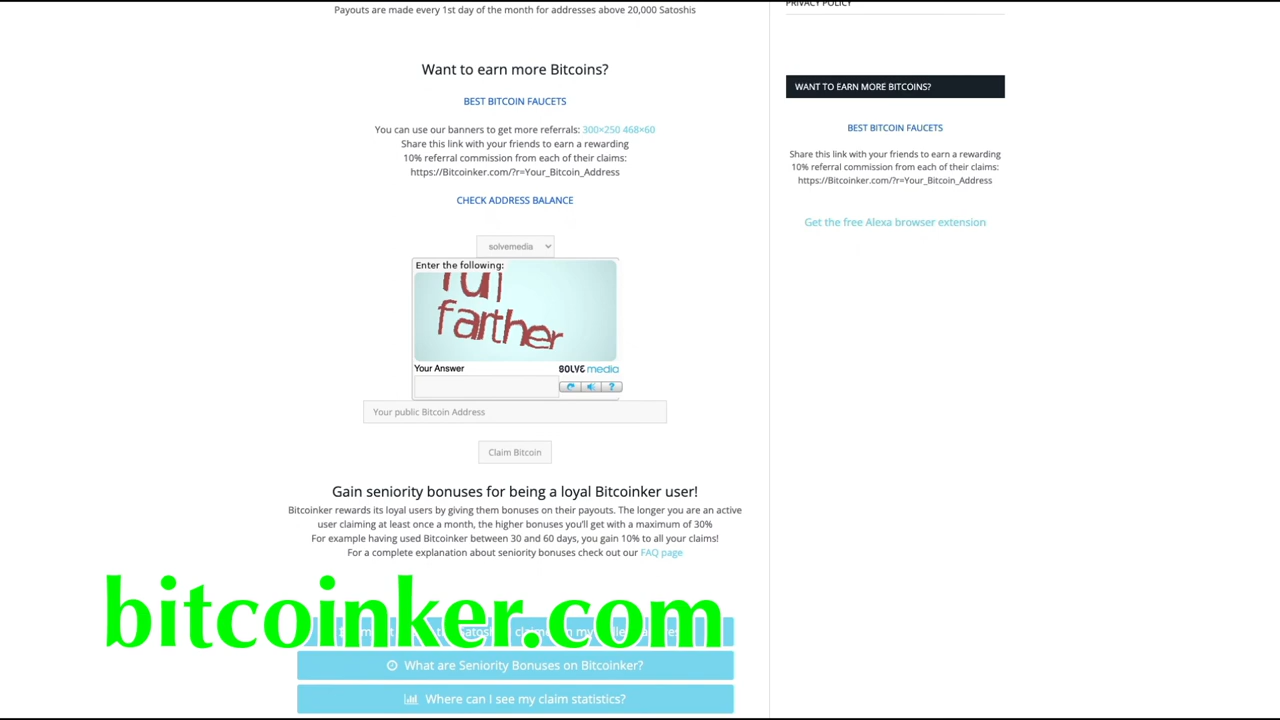 Payouts are made every 1st day of the month for addresses above 20,000 Satoshis
Want to earn more Bitcoins?
BEST BITCOIN FAUCETS
You can use our banners to get more referrals: 300×250 468×60
Share this link with your friends to earn a rewarding
10% referral commission from each of their claims:
https://Bitcoinker.com/?r=Your_Bitcoin_Address
CHECK ADDRESS BALANCE
solvemedia
Enter the following:
farther
Your Answer
SOLVE media
?
Your public Bitcoin Address
Claim Bitcoin
Gain seniority bonuses for being a loyal Bitcoinker user!
Bitcoinker rewards its loyal users by giving them bonuses on their payouts. The longer you are an active
user claiming at least once a month, the higher bonuses you'll get with a maximum of 30%
For example having used Bitcoinker between 30 and 60 days, you gain 10% to all your claims!
For a complete explanation about seniority bonuses check out our FAQ page
bitcoinker.com
What are Seniority Bonuses on Bitcoinker?
Where can I see my claim statistics?
PRIVACY POLICY
WANT TO EARN MORE BITCOINS?
BEST BITCOIN FAUCETS
Share this link with your friends to earn a rewarding
10% referral commission from each of their claims:
https://Bitcoinker.com/?r=Your_Bitcoin_Address
Get the free Alexa browser extension